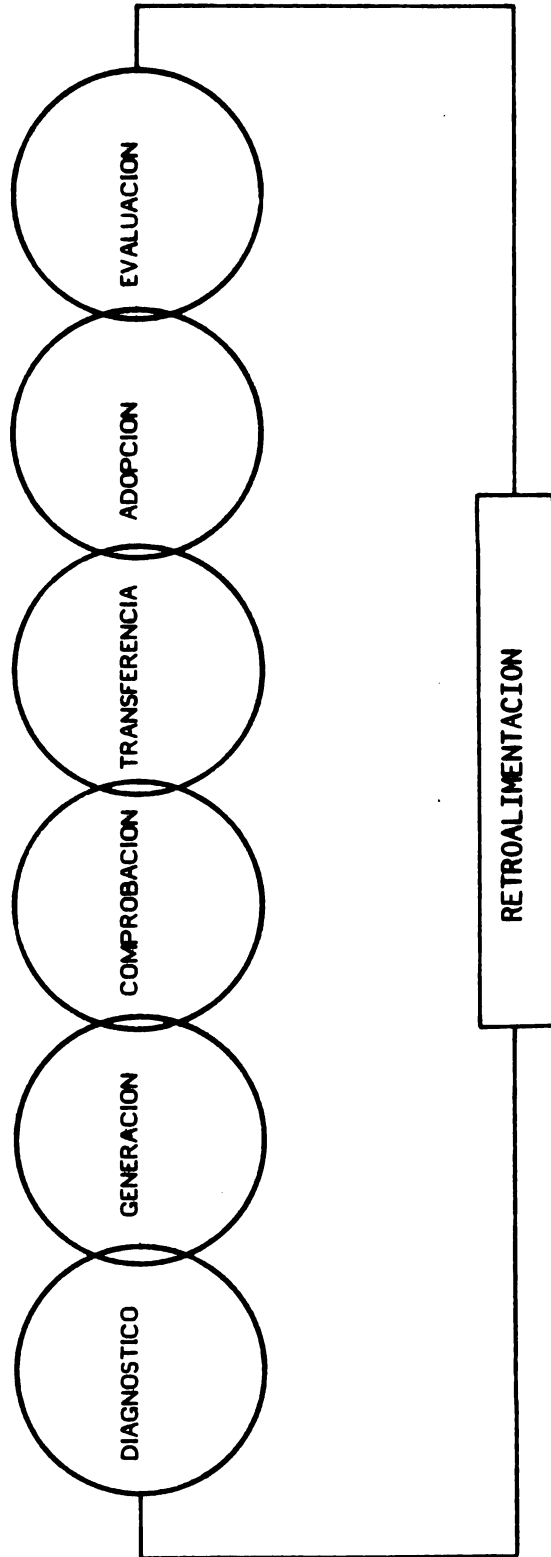 DIAGNOSTICO
GENERACION
COMPROBACION
TRANSFERENCIA
ADOPCION
EVALUACION
RETROALIMENTACION